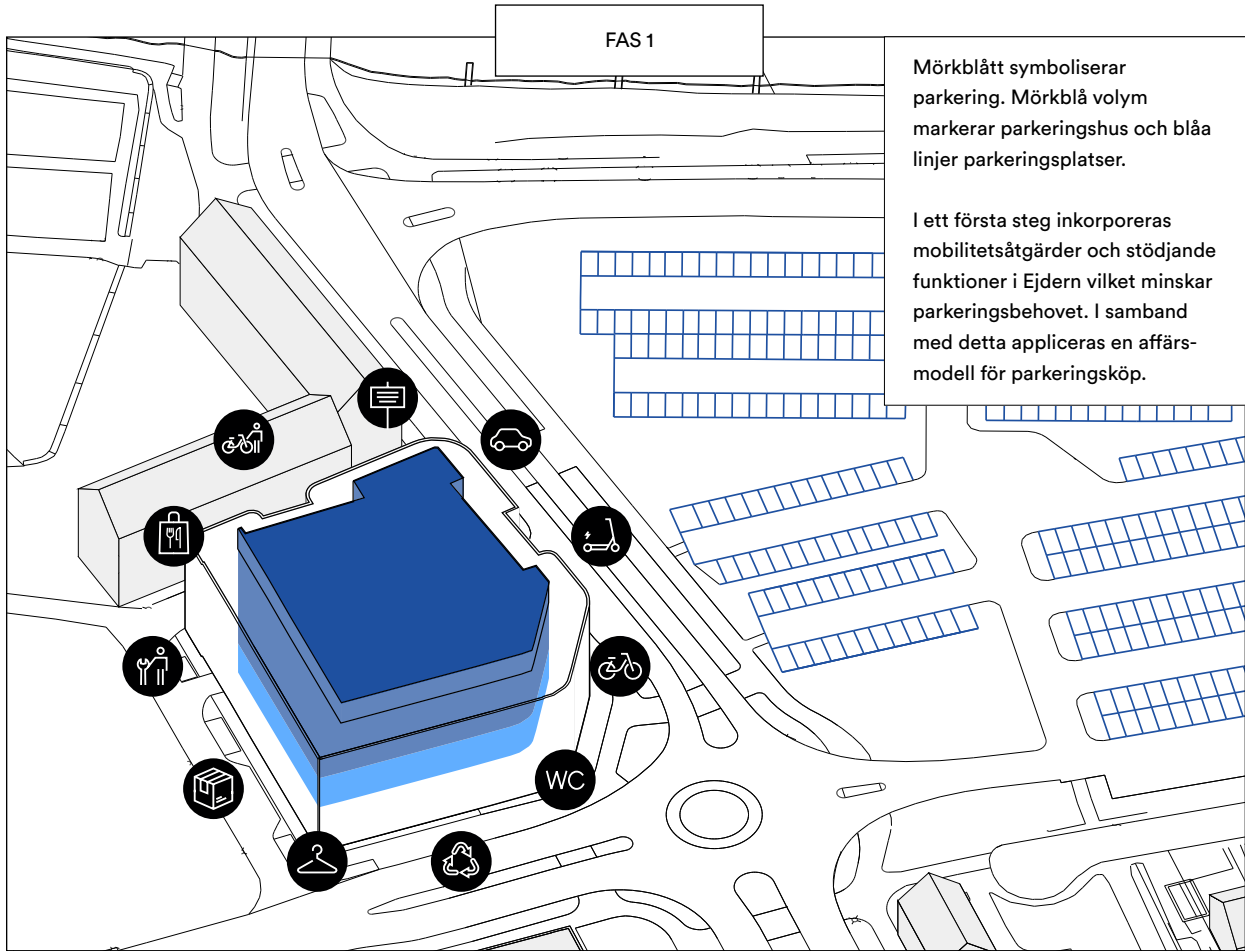 FAS 1
Mörkblått symboliserar
parkering. Mörkblå volym
markerar parkeringshus och blåa
linjer parkeringsplatser.
I ett första steg inkorporeras
mobilitetsåtgärder och stödjande
funktioner i Ejdern vilket minskar
parkeringsbehovet. I samband
med detta appliceras en affärs-
modell för parkeringsköp.
WC